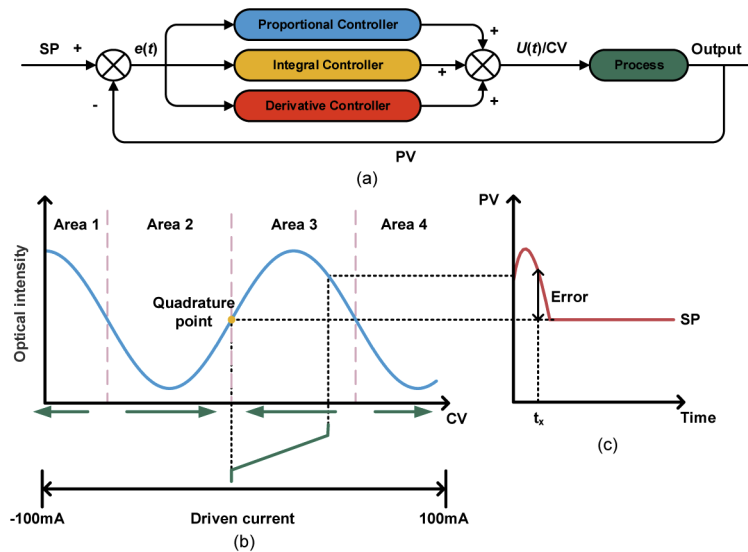 Proportional Controller
SP + e(t) Integral Controller + + U(t)/CV Process Output
- Derivative Controller +
PV
(a)
Area 1 Area 2 Area 3 Area 4
Optical intensity
Quadrature
point
CV
-100mA Driven current 100mA
(b)
PV
Error
SP
tx
Time
(c)